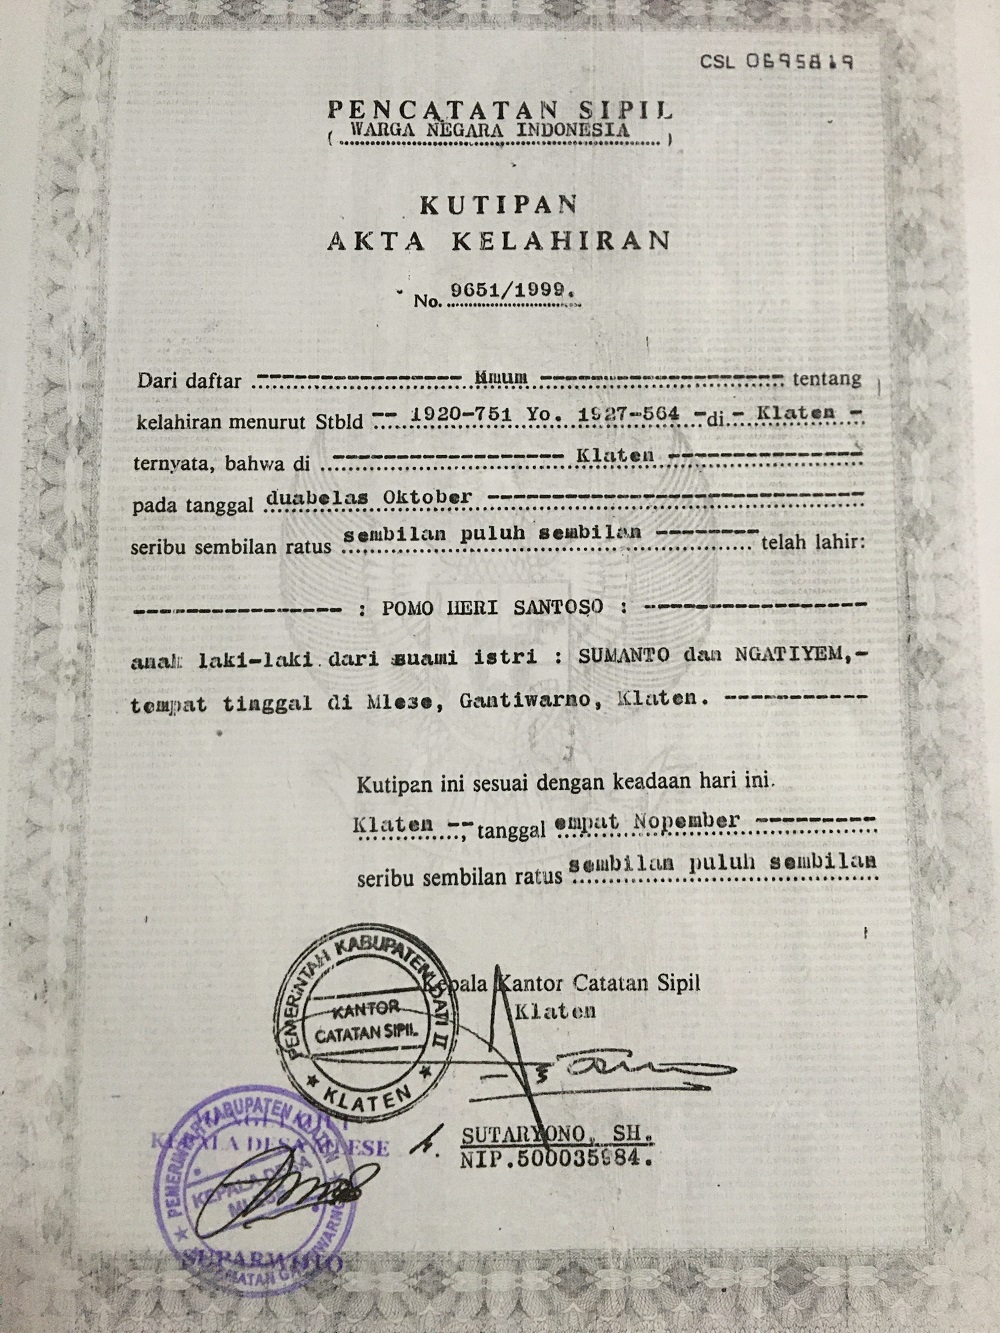 CSL 0695819
PENCATATAN SIPIL
( WARGA NEGARA INDONESIA )
KUTIPAN
AKTA KELAHIRAN
No. 9651/1999.
Dari daftar ---------------- Umum ---------------- tentang
kelahiran menurut Stbld -- 1920-751 Yo. 1927-564 - di - Klaten -
ternyata, bahwa di ---------------- Klaten ----------------
pada tanggal duabelas Oktober ----------------
seribu sembilan ratus sembilan puluh sembilan -------- telah lahir:
---------------- : POMO HERI SANTOSO : ----------------
anak laki-laki dari suami istri : SUMANTO dan NGATIYEM,-
tempat tinggal di Mlese, Gantiwarno, Klaten. -----------
Kutipan ini sesuai dengan keadaan hari ini.
Klaten --, tanggal empat Nopember ---------
seribu sembilan ratus sembilan puluh sembilan
Kepala Kantor Catatan Sipil
Klaten
PEMERINTAH KABUPATEN DATI II
KANTOR
CATATAN SIPIL
★ KLATEN ★
SUTARYONO, SH.
NIP.500035984.
KEPALA DESA MLESE
PEMERINTAH KABUPATEN KLATEN
KEPALA DESA
MLESE
KECAMATAN GANTIWARNO